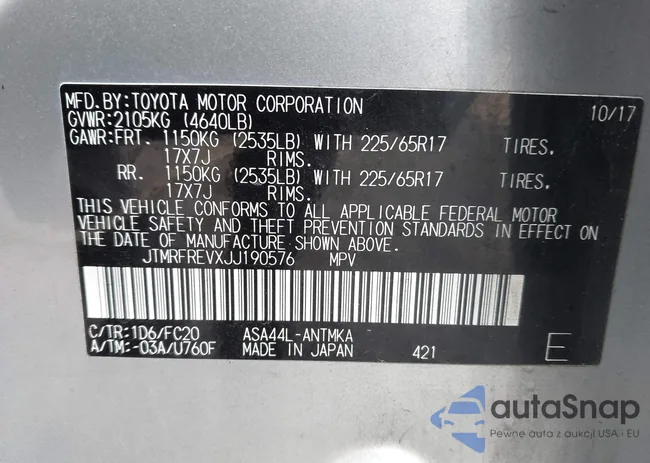 MFD.BY:TOYOTA MOTOR CORPORATION 10/17
GVWR:2105KG (4640LB)
GAWR:FRT. 1150KG (2535LB) WITH 225/65R17 TIRES,
17X7J RIMS.
RR. 1150KG (2535LB) WITH 225/65R17 TIRES,
17X7J RIMS.
THIS VEHICLE CONFORMS TO ALL APPLICABLE FEDERAL MOTOR
VEHICLE SAFETY AND THEFT PREVENTION STANDARDS IN EFFECT ON
THE DATE OF MANUFACTURE SHOWN ABOVE.
JTMRFREVXJJ190576 MPV
C/TR:1D6/FC20 ASA44L-ANTMKA
A/TM:-03A/U760F MADE IN JAPAN 421 E
autoSnap
Pewne auta z aukcji USA i EU